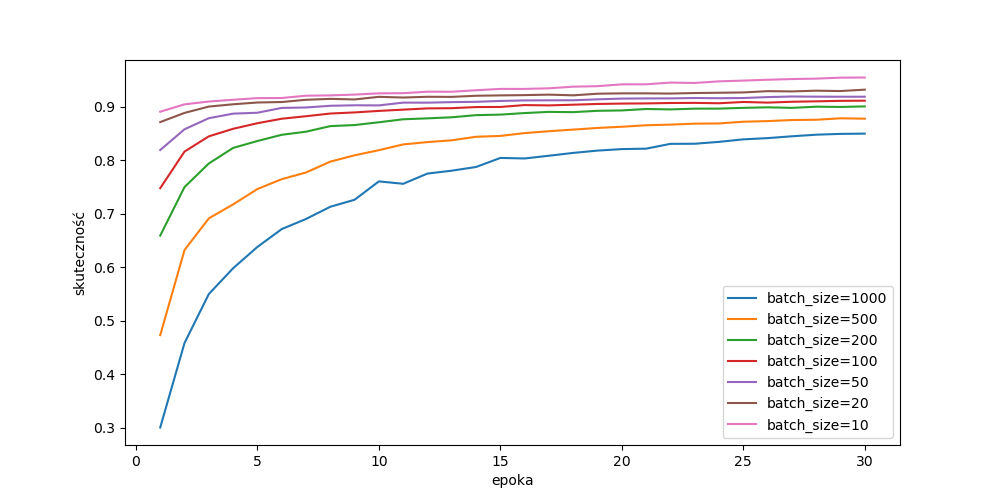 0.9
0.8
0.7
0.6
0.5
0.4
0.3
skuteczność
0 5 10 15 20 25 30
epoka
batch_size=1000
batch_size=500
batch_size=200
batch_size=100
batch_size=50
batch_size=20
batch_size=10